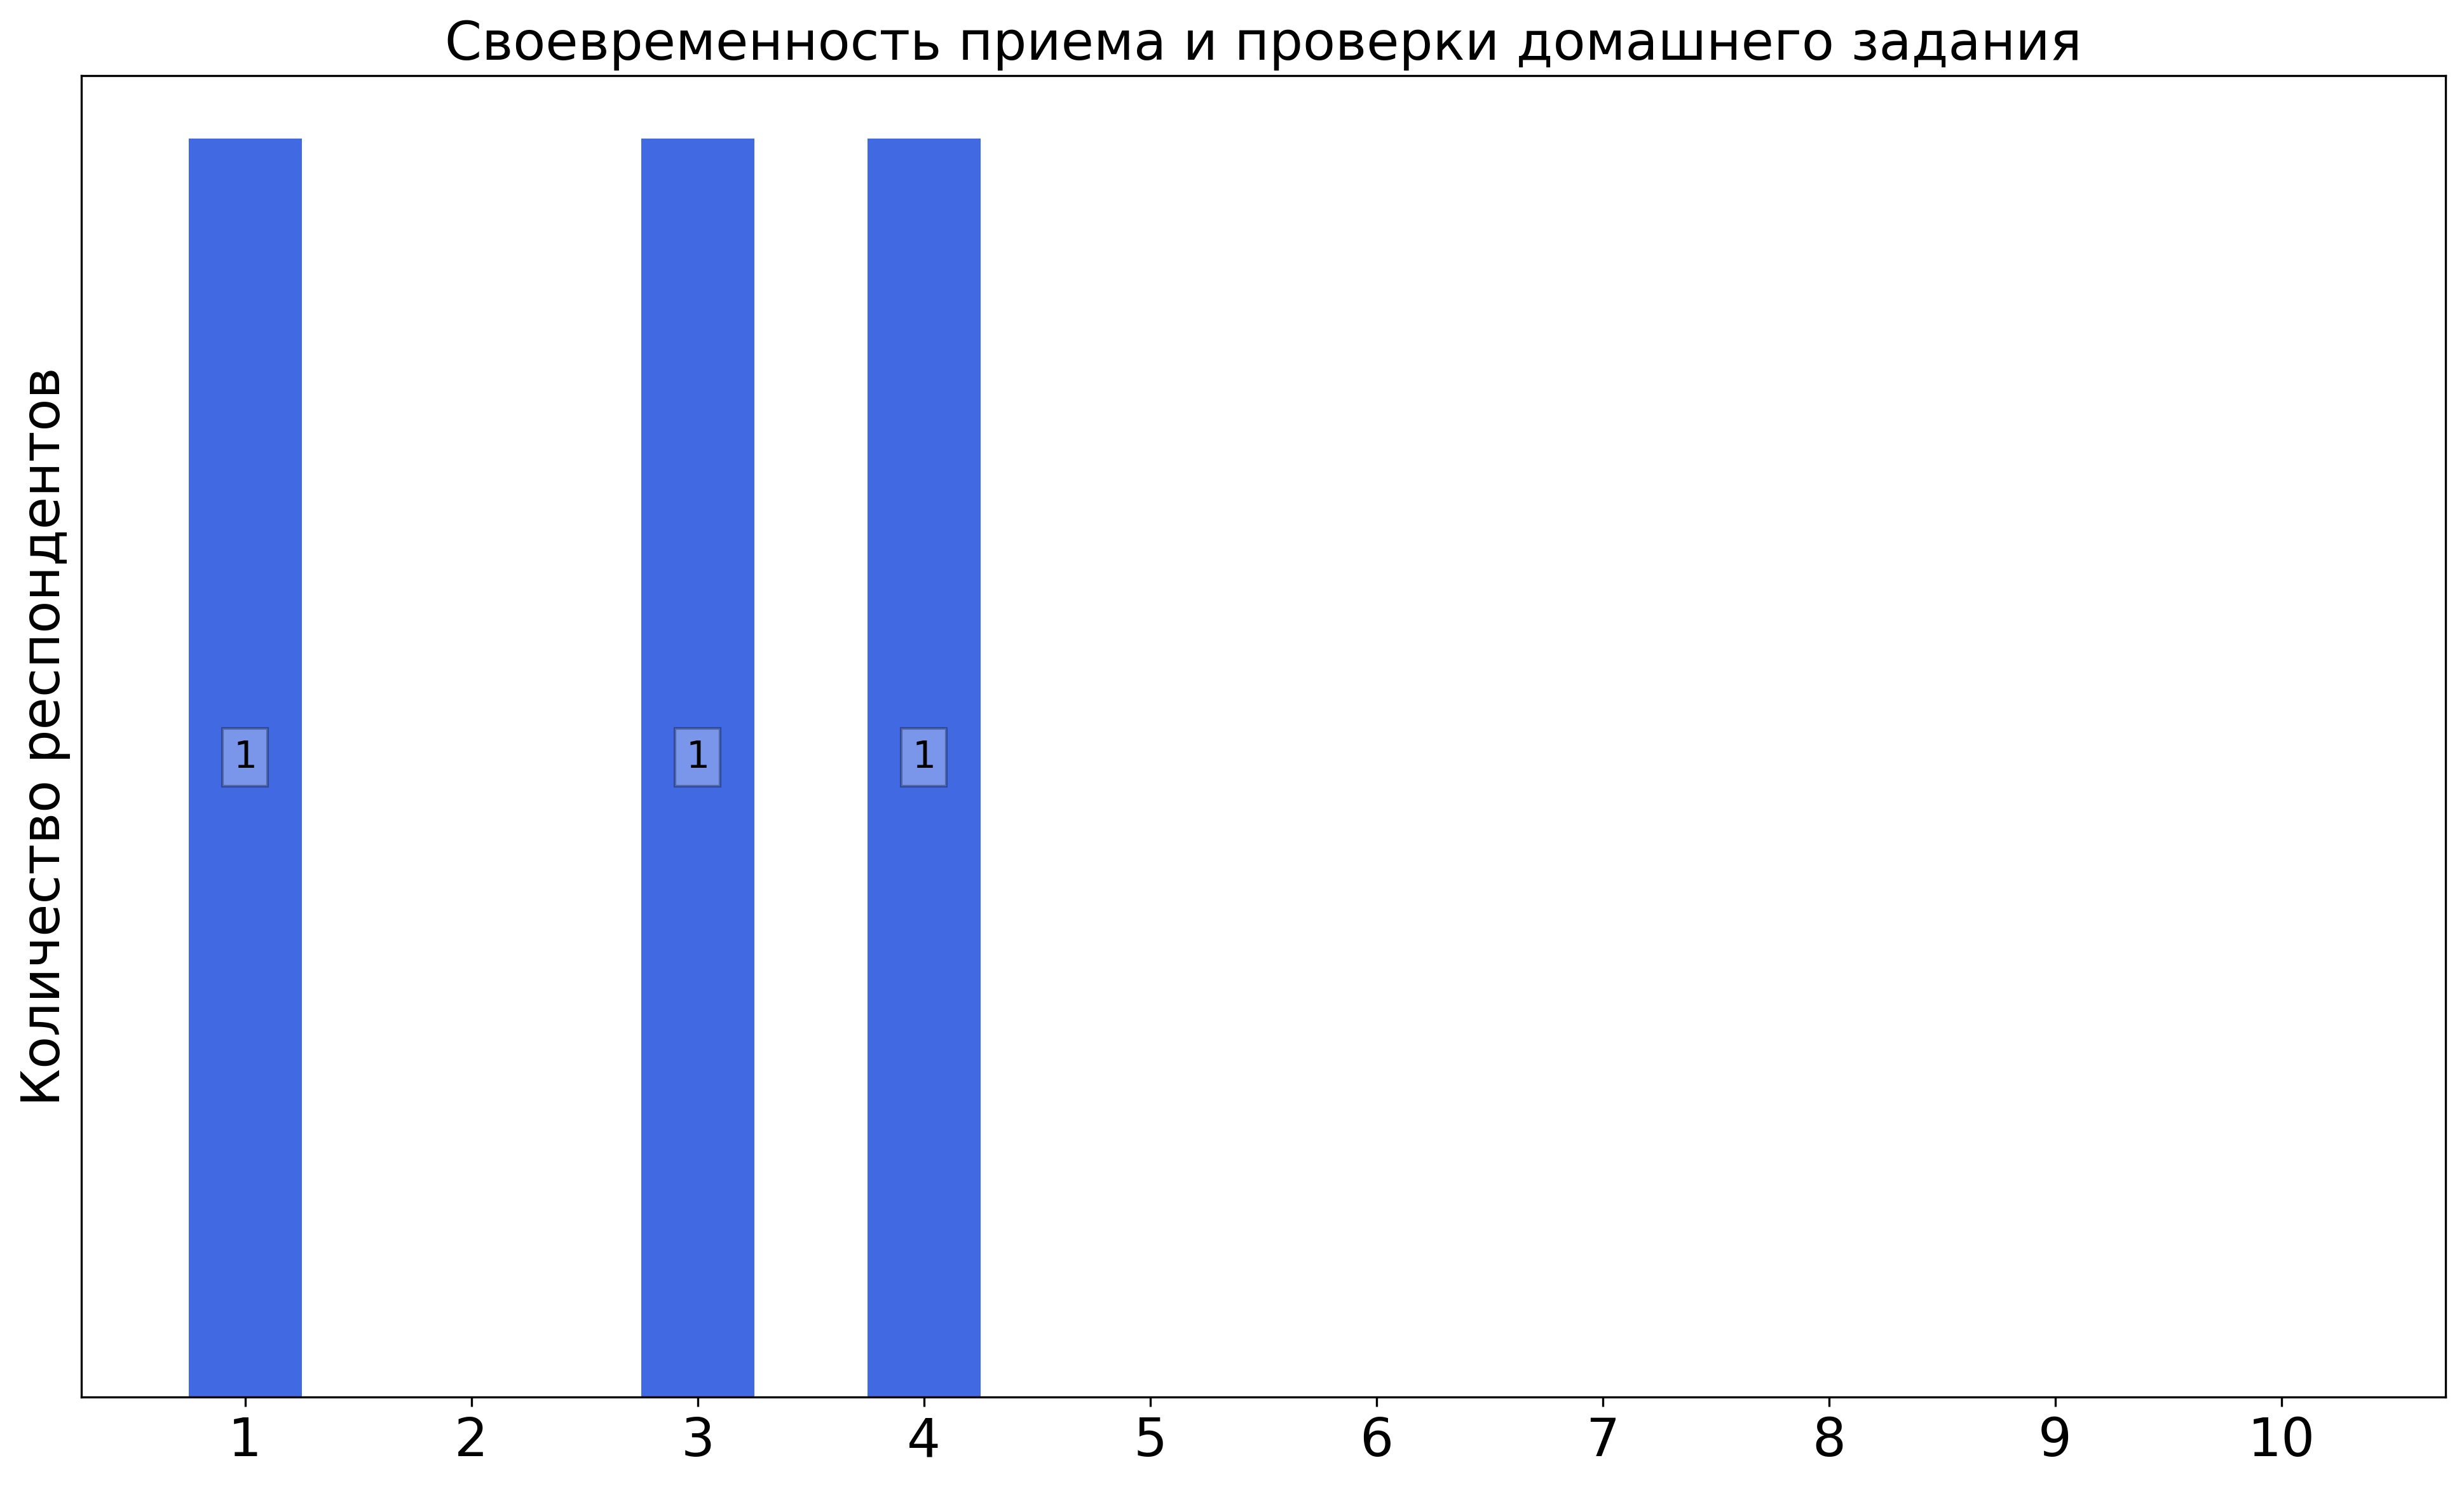 Своевременность приема и проверки домашнего задания
Количество респондентов
1 1 1
1 2 3 4 5 6 7 8 9 10